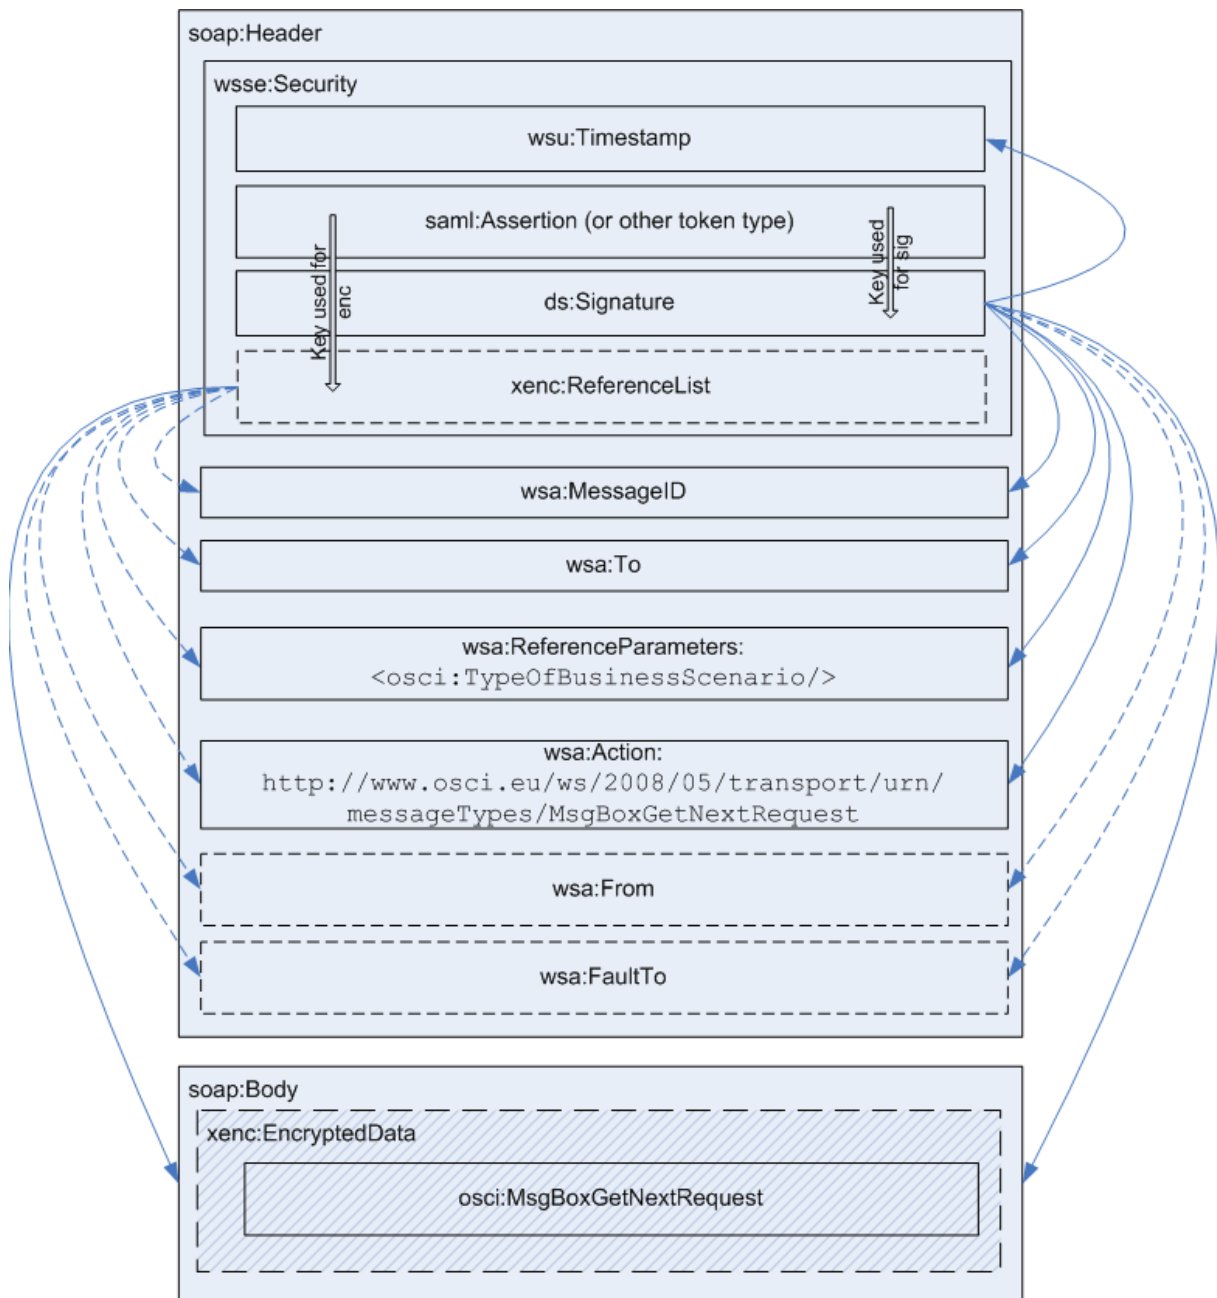 soap:Header
wsse:Security
wsu:Timestamp
saml:Assertion (or other token type)
Key used for
enc
Key used
for sig
ds:Signature
xenc:ReferenceList
wsa:MessageID
wsa:To
wsa:ReferenceParameters:
<osci:TypeOfBusinessScenario/>
wsa:Action:
http://www.osci.eu/ws/2008/05/transport/urn/
messageTypes/MsgBoxGetNextRequest
wsa:From
wsa:FaultTo
soap:Body
xenc:EncryptedData
osci:MsgBoxGetNextRequest